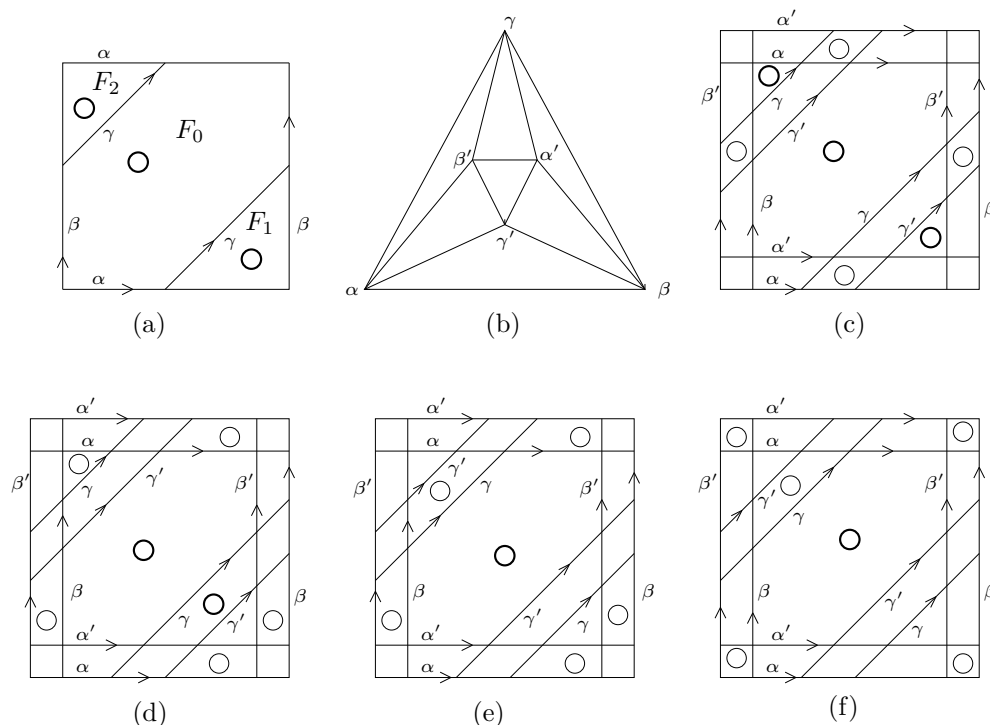 α
F₂
γ
F₀
β
F₁
γ
β
α
(a)
γ
β′ α′
γ′
α β
(b)
α′
α
β′ β′
γ
γ′
β γ β
γ′
α′
α
(c)
α′
α
β′ γ γ′ β′
β β
γ γ′
α′
α
(d)
α′
α
γ′
β′ γ β′
β β
γ′
γ
α′
α
(e)
α′
α
β′ β′
γ′
γ
β β
γ′
γ
α′
α
(f)